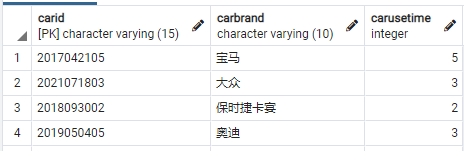 carid carbrand carusetime
[PK] character varying (15) character varying (10) integer
1 2017042105 宝马 5
2 2021071803 大众 3
3 2018093002 保时捷卡宴 2
4 2019050405 奥迪 3